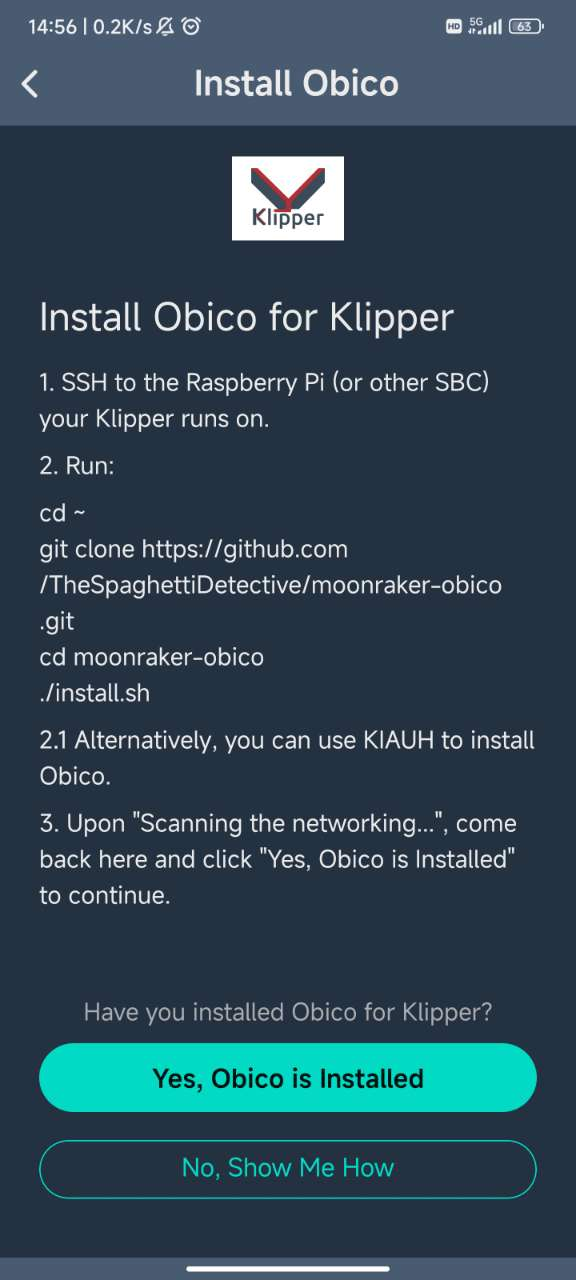 14:56 | 0.2K/s
HD 5G 63
Install Obico
Klipper
Install Obico for Klipper
1. SSH to the Raspberry Pi (or other SBC)
your Klipper runs on.
2. Run:
cd ~
git clone https://github.com
/TheSpaghettiDetective/moonraker-obico
.git
cd moonraker-obico
./install.sh
2.1 Alternatively, you can use KIAUH to install
Obico.
3. Upon "Scanning the networking...", come
back here and click "Yes, Obico is Installed"
to continue.
Have you installed Obico for Klipper?
Yes, Obico is Installed
No, Show Me How